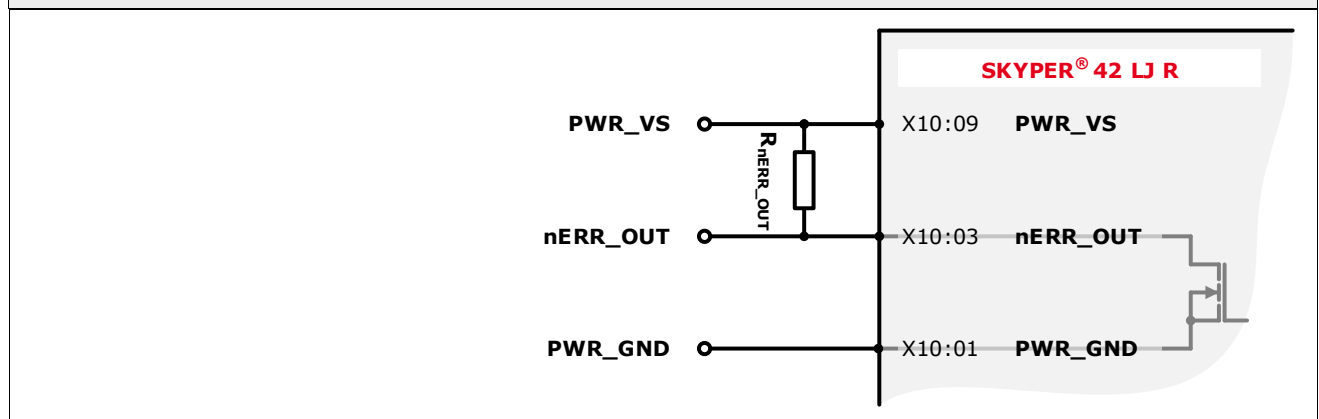 SKYPER® 42 LJ R
PWR_VS X10:09 PWR_VS
RnERR_OUT
nERR_OUT X10:03 nERR_OUT
PWR_GND X10:01 PWR_GND